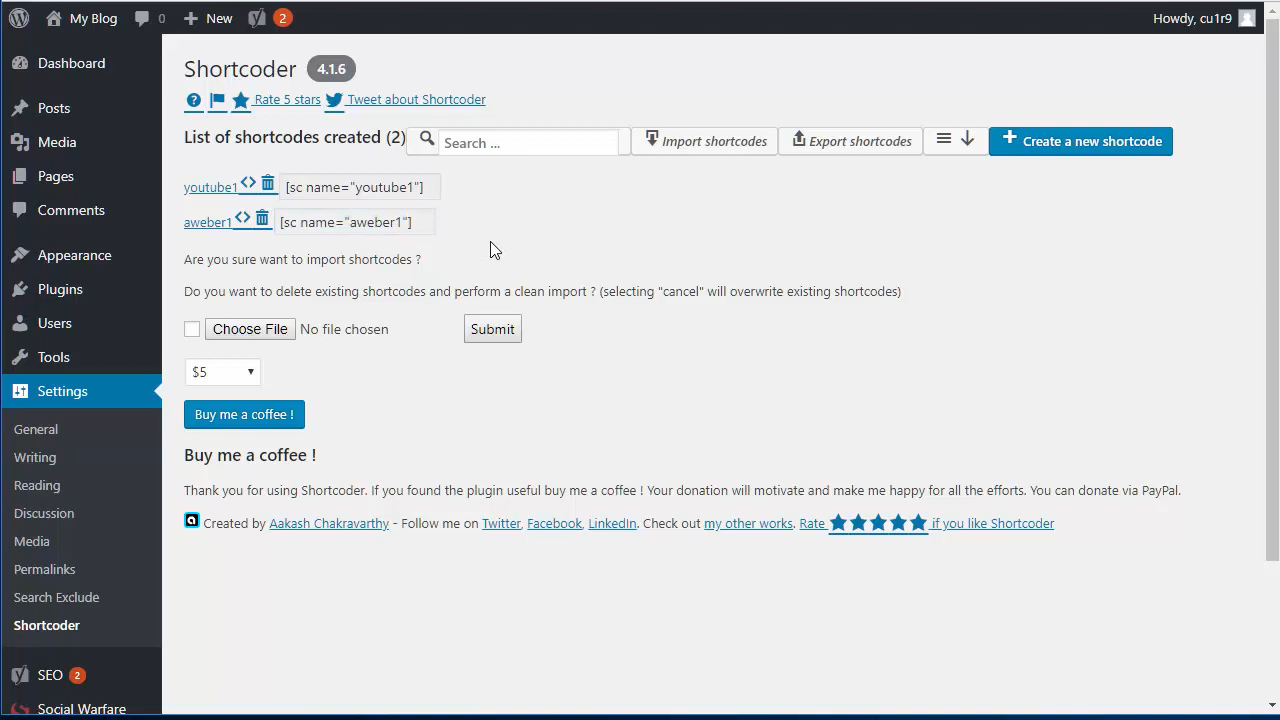 My Blog 0 New 2 Howdy, cu1r9
Dashboard
Posts
Media
Pages
Comments
Appearance
Plugins
Users
Tools
Settings
General
Writing
Reading
Discussion
Media
Permalinks
Search Exclude
Shortcoder
SEO 2
Social Warfare
Shortcoder 4.1.6
Rate 5 stars Tweet about Shortcoder
List of shortcodes created (2) Search ... Import shortcodes Export shortcodes Create a new shortcode
youtube1 [sc name="youtube1"]
aweber1 [sc name="aweber1"]
Are you sure want to import shortcodes ?
Do you want to delete existing shortcodes and perform a clean import ? (selecting "cancel" will overwrite existing shortcodes)
Choose File No file chosen Submit
$5
Buy me a coffee !
Buy me a coffee !
Thank you for using Shortcoder. If you found the plugin useful buy me a coffee ! Your donation will motivate and make me happy for all the efforts. You can donate via PayPal.
Created by Aakash Chakravarthy - Follow me on Twitter, Facebook, LinkedIn. Check out my other works. Rate if you like Shortcoder